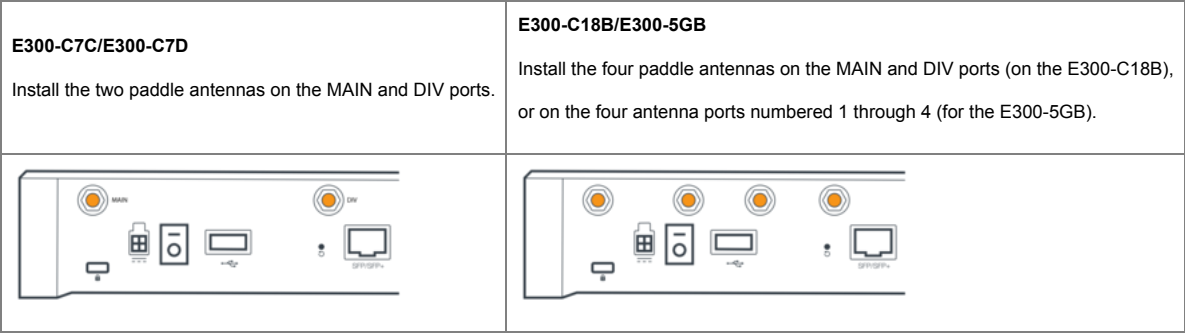 E300-C7C/E300-C7D
Install the two paddle antennas on the MAIN and DIV ports.
E300-C18B/E300-5GB
Install the four paddle antennas on the MAIN and DIV ports (on the E300-C18B),
or on the four antenna ports numbered 1 through 4 (for the E300-5GB).
MAIN
DIV
SFP/SFP+
SFP/SFP+